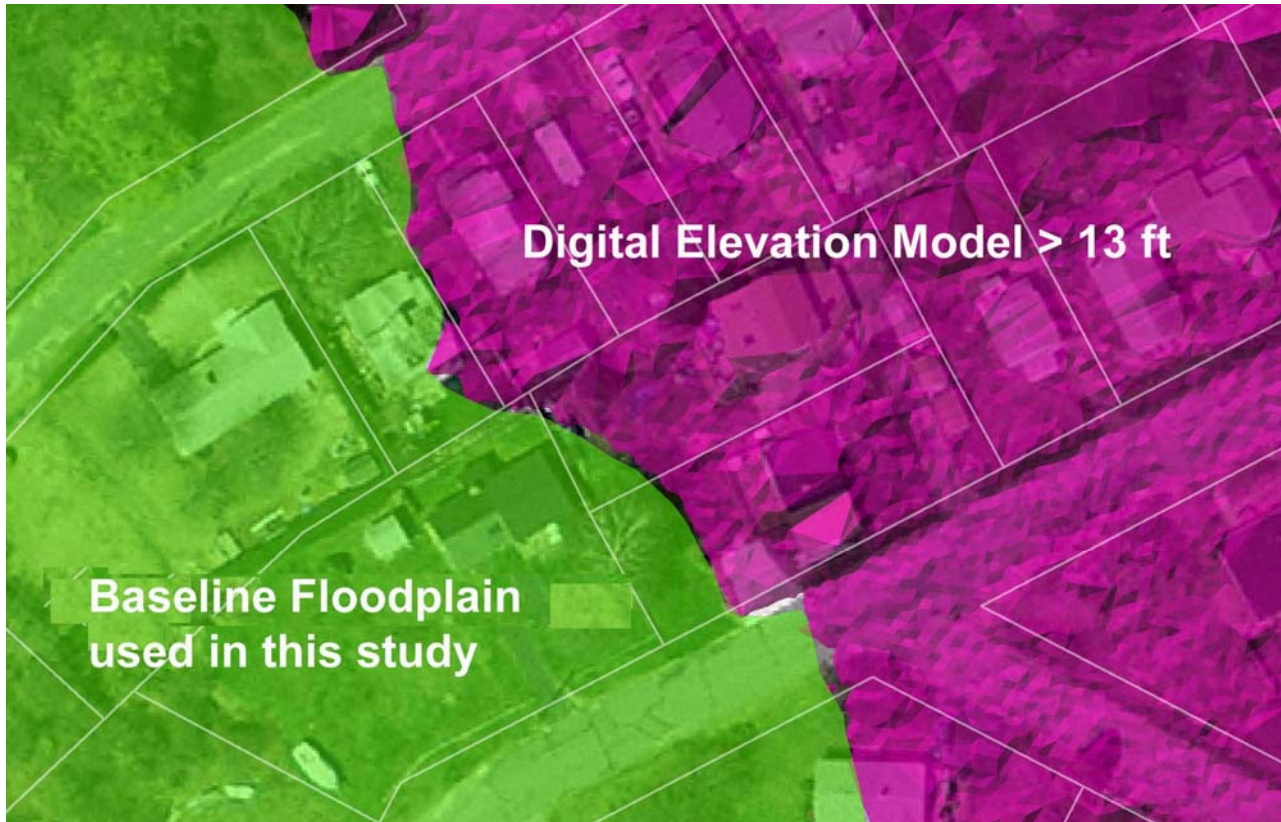 Digital Elevation Model > 13 ft
Baseline Floodplain
used in this study